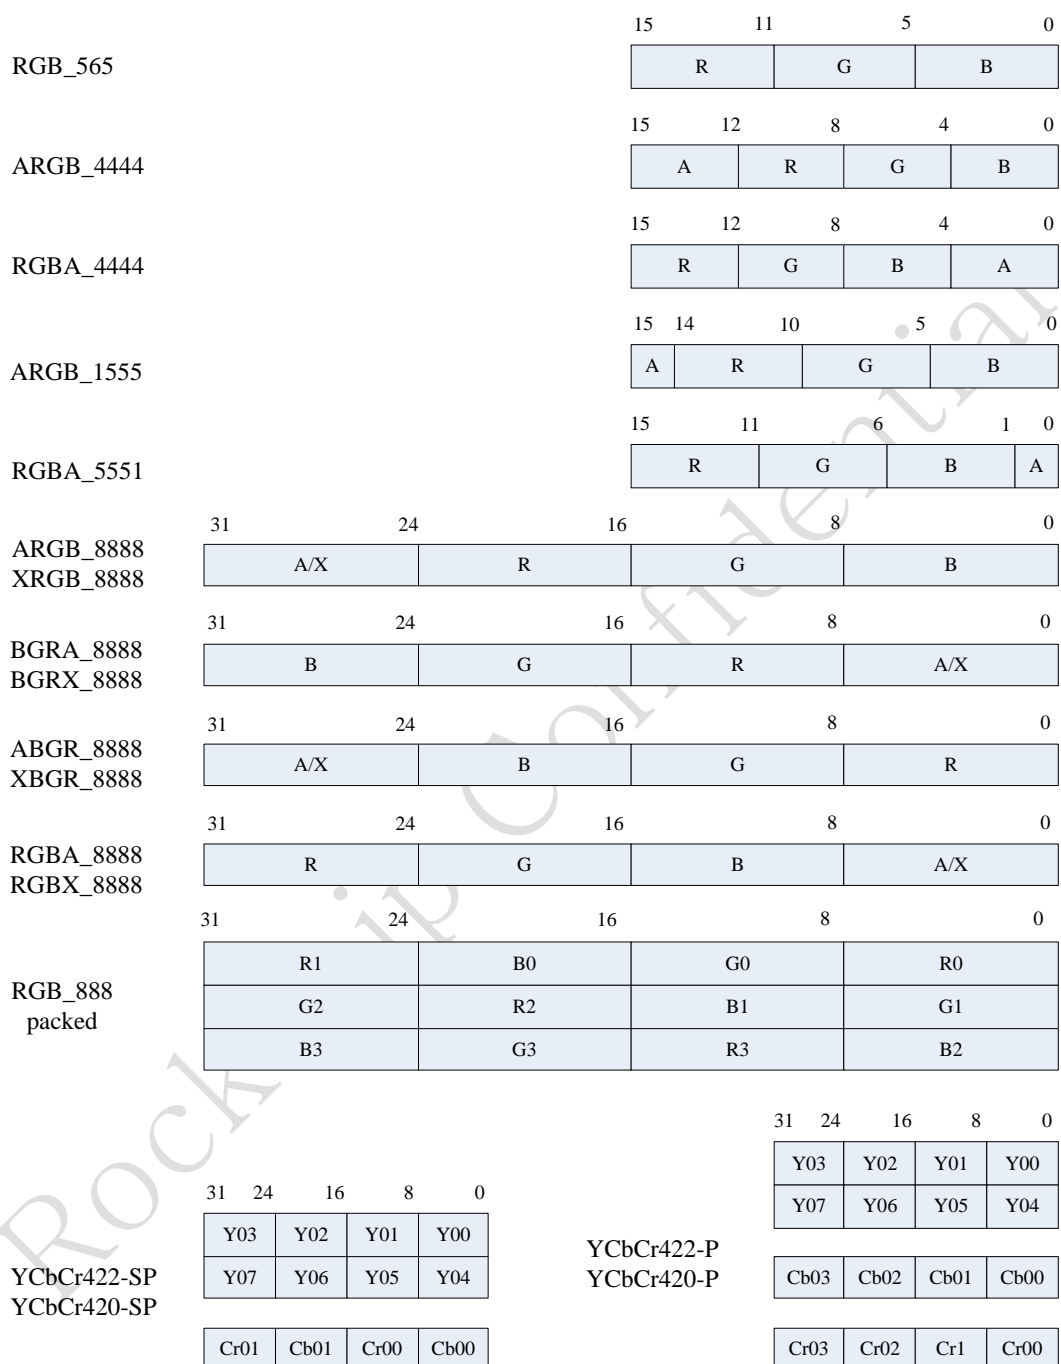 15 11 5 0
RGB_565 R G B
15 12 8 4 0
ARGB_4444 A R G B
15 12 8 4 0
RGBA_4444 R G B A
15 14 10 5 0
ARGB_1555 A R G B
15 11 6 1 0
RGBA_5551 R G B A
31 24 16 8 0
ARGB_8888
XRGB_8888
A/X R G B
31 24 16 8 0
BGRA_8888
BGRX_8888
B G R A/X
31 24 16 8 0
ABGR_8888
XBGR_8888
A/X B G R
31 24 16 8 0
RGBA_8888
RGBX_8888
R G B A/X
31 24 16 8 0
RGB_888
packed
R1 B0 G0 R0
G2 R2 B1 G1
B3 G3 R3 B2
YCbCr422-SP
YCbCr420-SP
31 24 16 8 0
Y03 Y02 Y01 Y00
Y07 Y06 Y05 Y04
Cr01 Cb01 Cr00 Cb00
YCbCr422-P
YCbCr420-P
31 24 16 8 0
Y03 Y02 Y01 Y00
Y07 Y06 Y05 Y04
Cb03 Cb02 Cb01 Cb00
Cr03 Cr02 Cr1 Cr00
Confidential